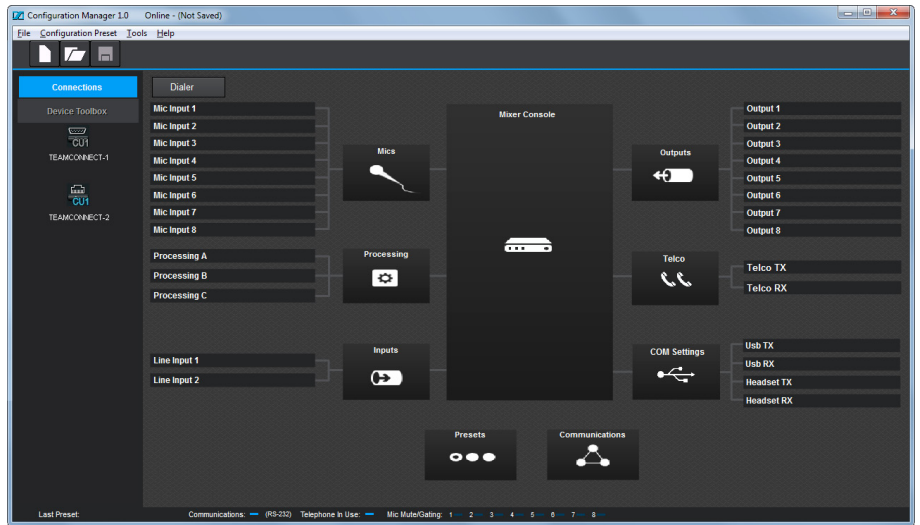 Configuration Manager 1.0 Online - (Not Saved)
File Configuration Preset Tools Help
Connections
Device Toolbox
CU1
TEAMCONNECT-1
CU1
TEAMCONNECT-2
Dialer
Mic Input 1
Mic Input 2
Mic Input 3
Mic Input 4
Mic Input 5
Mic Input 6
Mic Input 7
Mic Input 8
Processing A
Processing B
Processing C
Line Input 1
Line Input 2
Mics
Processing
Inputs
Mixer Console
Outputs
Telco
COM Settings
Output 1
Output 2
Output 3
Output 4
Output 5
Output 6
Output 7
Output 8
Telco TX
Telco RX
Usb TX
Usb RX
Headset TX
Headset RX
Presets
Communications
Last Preset: Communications: (RS-232) Telephone In Use: Mic Mute/Gating: 1 2 3 4 5 6 7 8